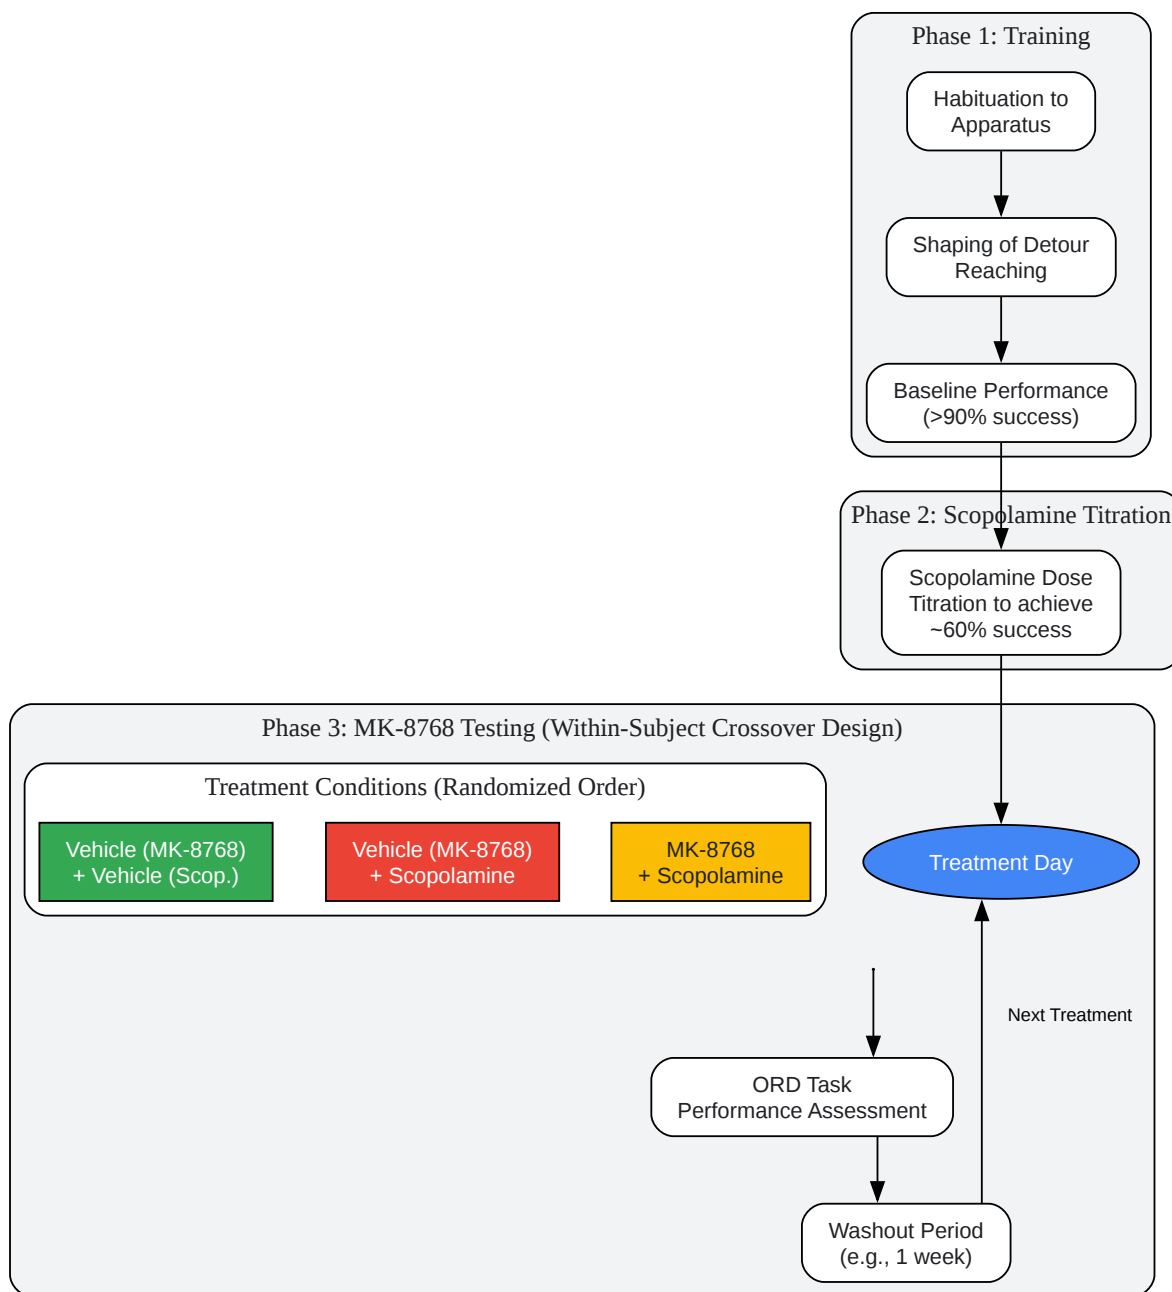 Phase 1: Training
Habituation to
Apparatus
Shaping of Detour
Reaching
Baseline Performance
(>90% success)
Phase 2: Scopolamine Titration
Scopolamine Dose
Titration to achieve
~60% success
Phase 3: MK-8768 Testing (Within-Subject Crossover Design)
Treatment Conditions (Randomized Order)
Vehicle (MK-8768)
+ Vehicle (Scop.)
Vehicle (MK-8768)
+ Scopolamine
MK-8768
+ Scopolamine
Treatment Day
Next Treatment
ORD Task
Performance Assessment
Washout Period
(e.g., 1 week)